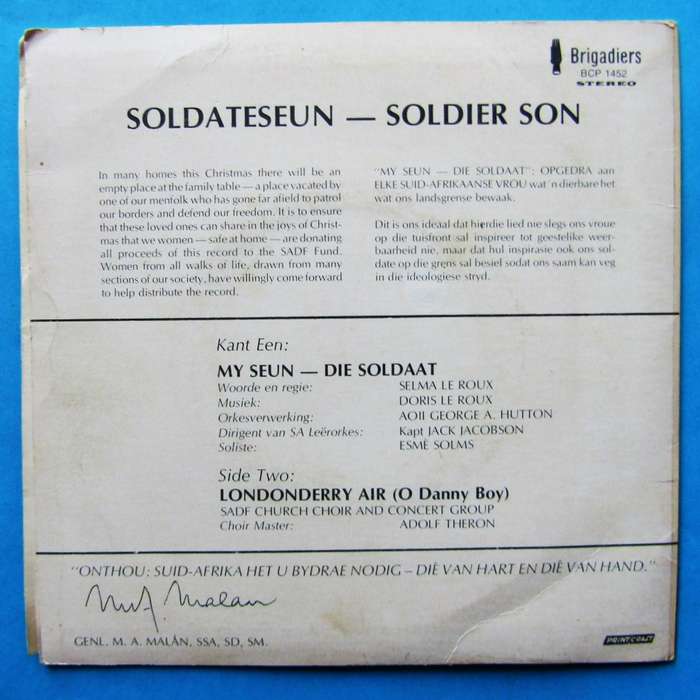 Brigadiers
BCP 1452
STEREO
SOLDATESEUN — SOLDIER SON
In many homes this Christmas there will be an
empty place at the family table — a place vacated by
one of our menfolk who has gone far afield to patrol
our borders and defend our freedom. It is to ensure
that these loved ones can share in the joys of Christ-
mas that we women — safe at home — are donating
all proceeds of this record to the SADF Fund.
Women from all walks of life, drawn from many
sections of our society, have willingly come forward
to help distribute the record.
"MY SEUN — DIE SOLDAAT": OPGEDRA aan
ELKE SUID-AFRIKAANSE VROU wat 'n dierbare het
wat ons landsgrense bewaak.
Dit is ons ideaal dat hierdie lied nie slegs ons vroue
op die tuisfront sal inspireer tot geestelike weer-
baarheid nie, maar dat hul inspirasie ook ons sol-
date op die grens sal besiel sodat ons saam kan veg
in die ideologiese stryd.
Kant Een:
MY SEUN — DIE SOLDAAT
Woorde en regie: SELMA LE ROUX
Musiek: DORIS LE ROUX
Orkesverwerking: AOII GEORGE A. HUTTON
Dirigent van SA Leërorkes: Kapt JACK JACOBSON
Soliste: ESMÉ SOLMS
Side Two:
LONDONDERRY AIR (O Danny Boy)
SADF CHURCH CHOIR AND CONCERT GROUP
Choir Master: ADOLF THERON
"ONTHOU: SUID-AFRIKA HET U BYDRAE NODIG – DIÉ VAN HART EN DIÉ VAN HAND."
M A Malan
GENL. M. A. MALÂN, SSA, SD, SM.
PRINTCRAFT